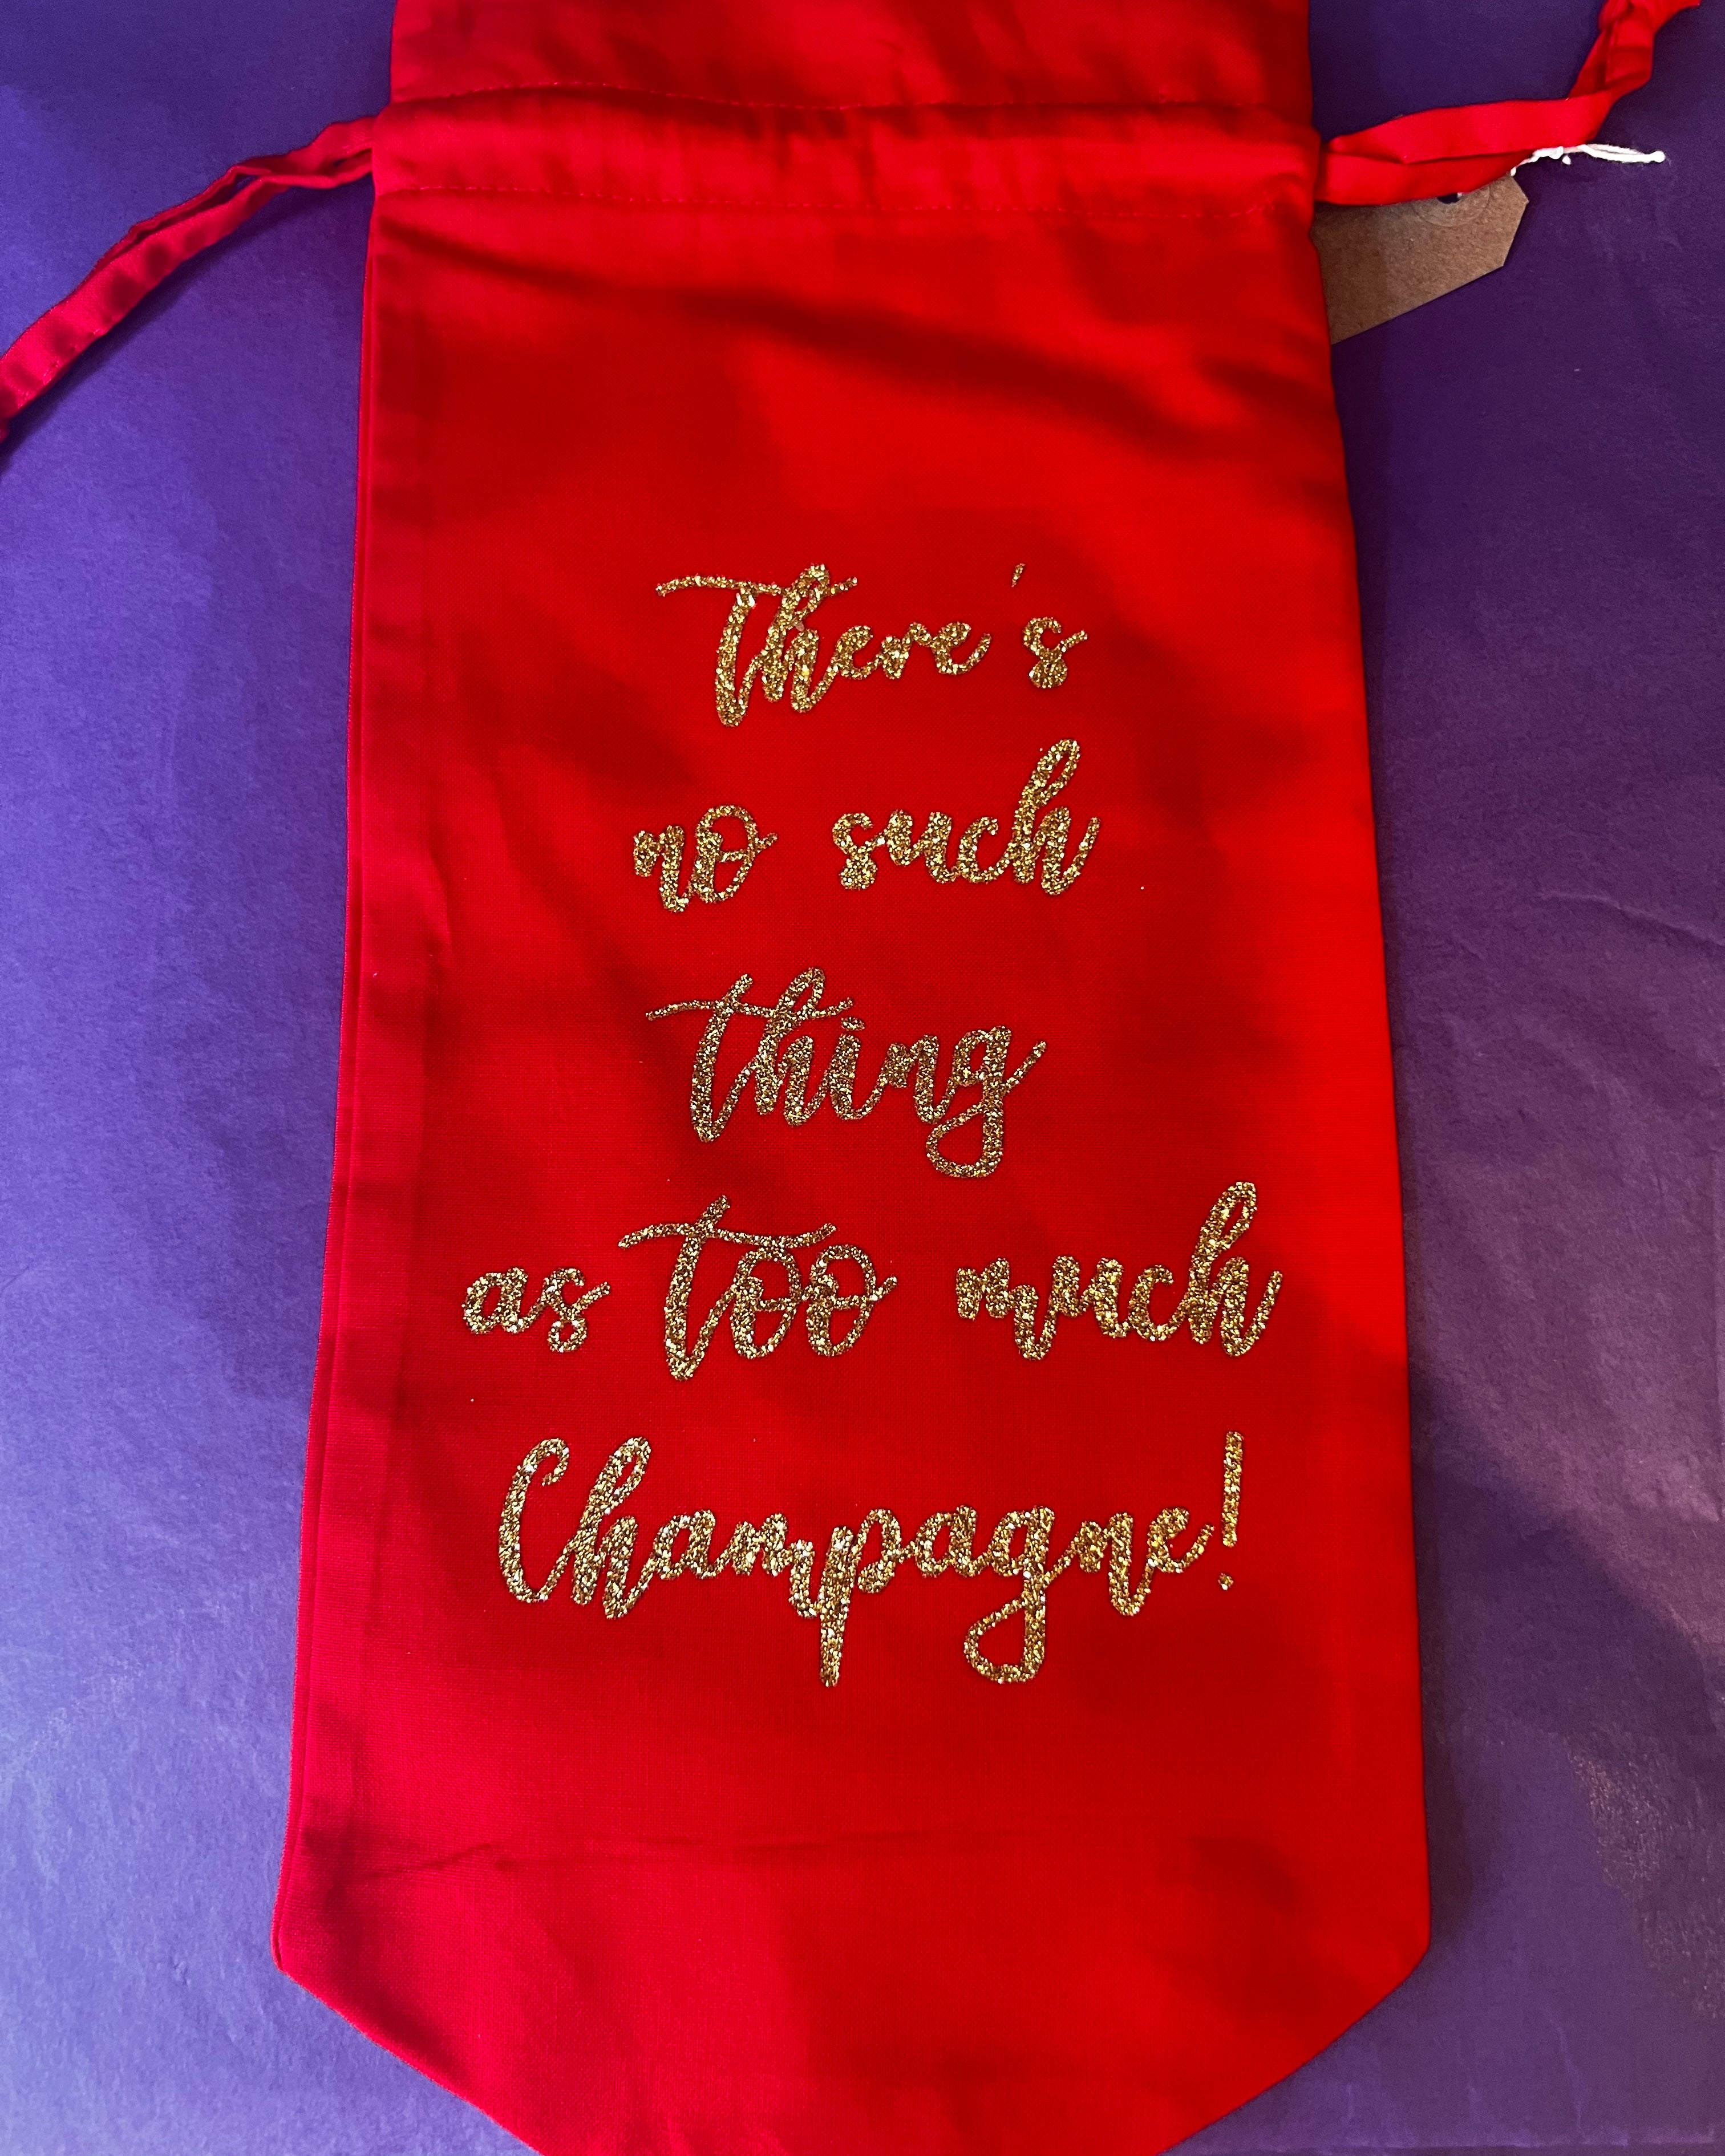 There's
no such
thing
as too much
Champagne!